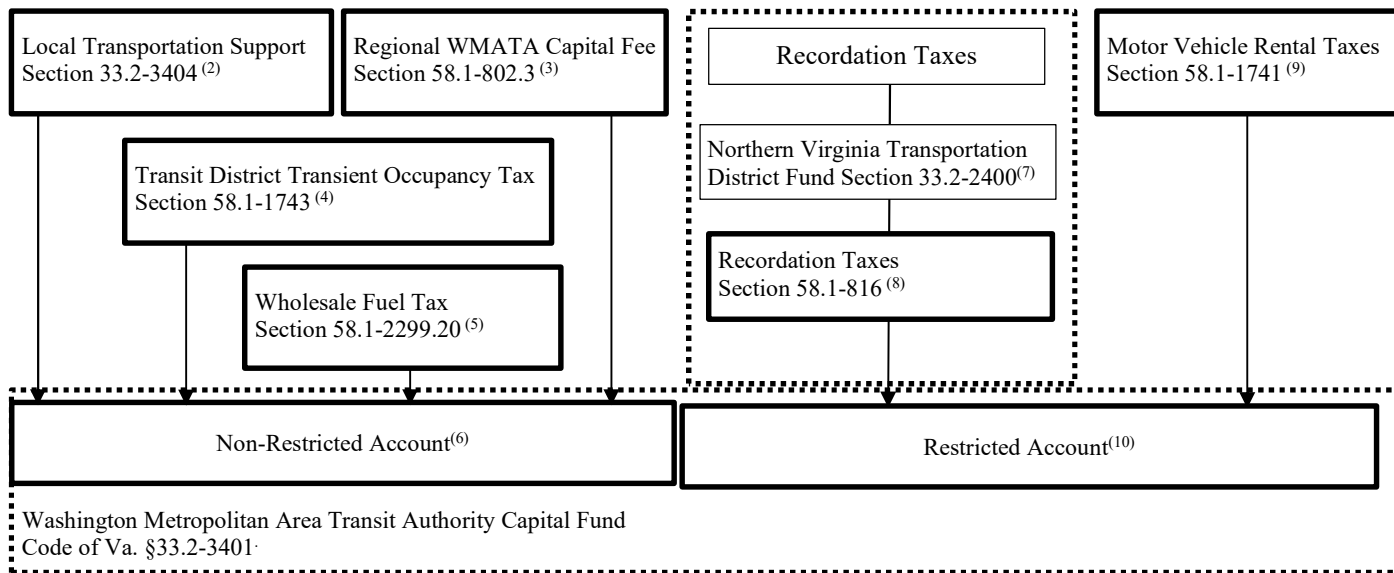 Local Transportation Support
Section 33.2-3404 (2)
Regional WMATA Capital Fee
Section 58.1-802.3 (3)
Recordation Taxes
Motor Vehicle Rental Taxes
Section 58.1-1741 (9)
Transit District Transient Occupancy Tax
Section 58.1-1743 (4)
Northern Virginia Transportation
District Fund Section 33.2-2400(7)
Recordation Taxes
Section 58.1-816 (8)
Wholesale Fuel Tax
Section 58.1-2299.20 (5)
Non-Restricted Account(6)
Restricted Account(10)
Washington Metropolitan Area Transit Authority Capital Fund
Code of Va. §33.2-3401.